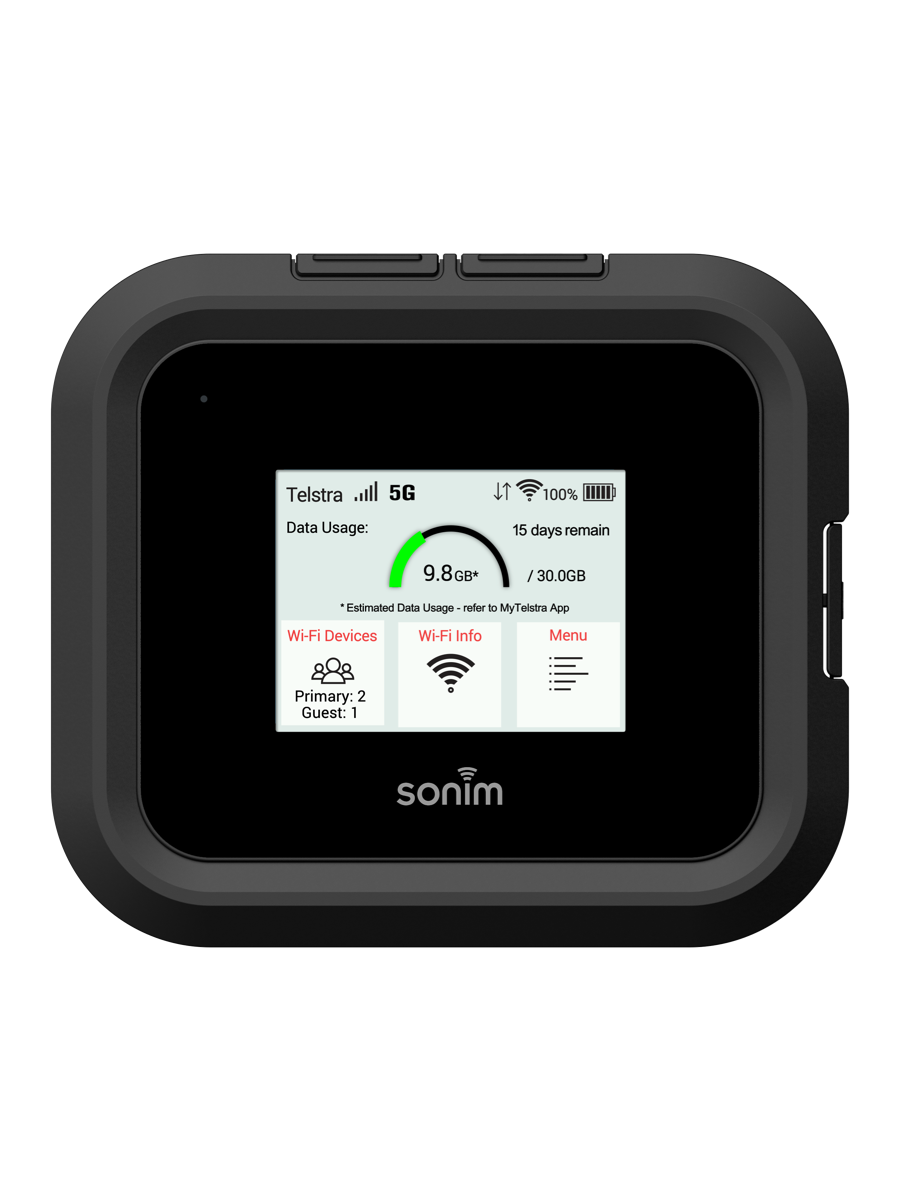 Telstra 5G 100%
Data Usage: 15 days remain
9.8GB* / 30.0GB
* Estimated Data Usage - refer to MyTelstra App
Wi-Fi Devices Wi-Fi Info Menu
Primary: 2
Guest: 1
sonim